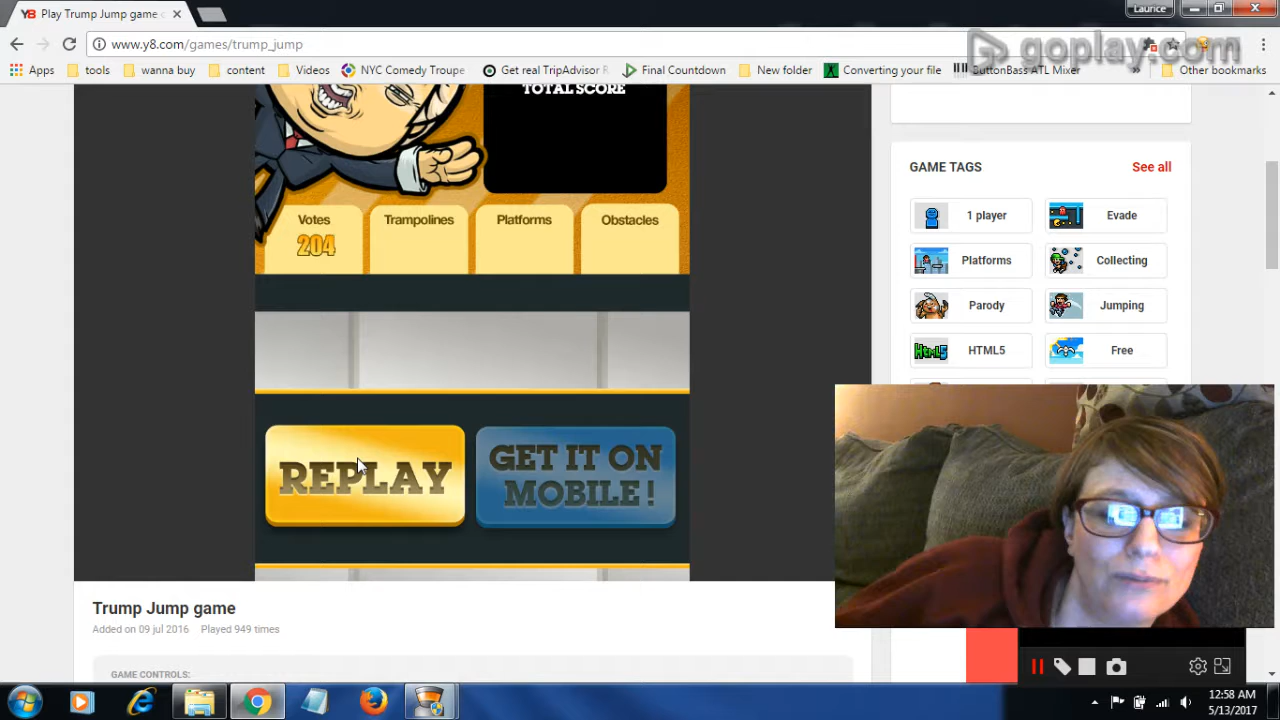 Play Trump Jump game
Laurice
www.y8.com/games/trump_jump
goplay.com
Apps
tools
wanna buy
content
Videos
NYC Comedy Troupe
Get real TripAdvisor R
Final Countdown
New folder
Converting your file
ButtonBass ATL Mixer
»
Other bookmarks
TOTAL SCORE
Votes
204
Trampolines
Platforms
Obstacles
REPLAY
GET IT ON
MOBILE !
GAME TAGS
See all
1 player
Evade
Platforms
Collecting
Parody
Jumping
HTML5
Free
Trump Jump game
Added on 09 jul 2016 Played 949 times
GAME CONTROLS:
12:58 AM
5/13/2017